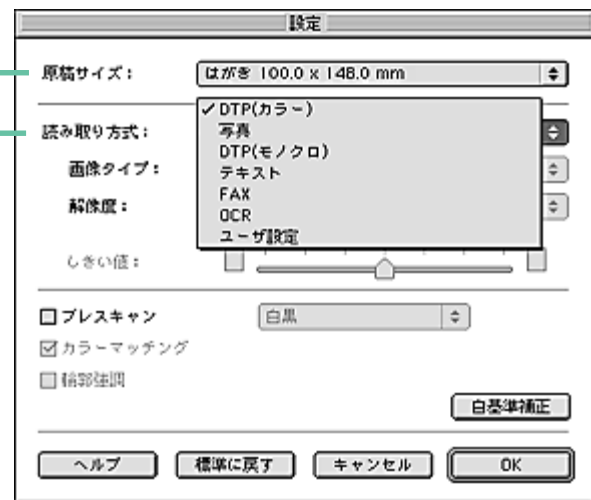 設定
原稿サイズ：
はがき 100.0 x 148.0 mm
読み取り方式：
✓DTP(カラー)
写真
DTP(モノクロ)
テキスト
FAX
OCR
ユーザ設定
画像タイプ：
解像度：
しきい値：
プレスキャン
白黒
カラーマッチング
輪郭強調
白基準補正
ヘルプ
標準に戻す
キャンセル
OK